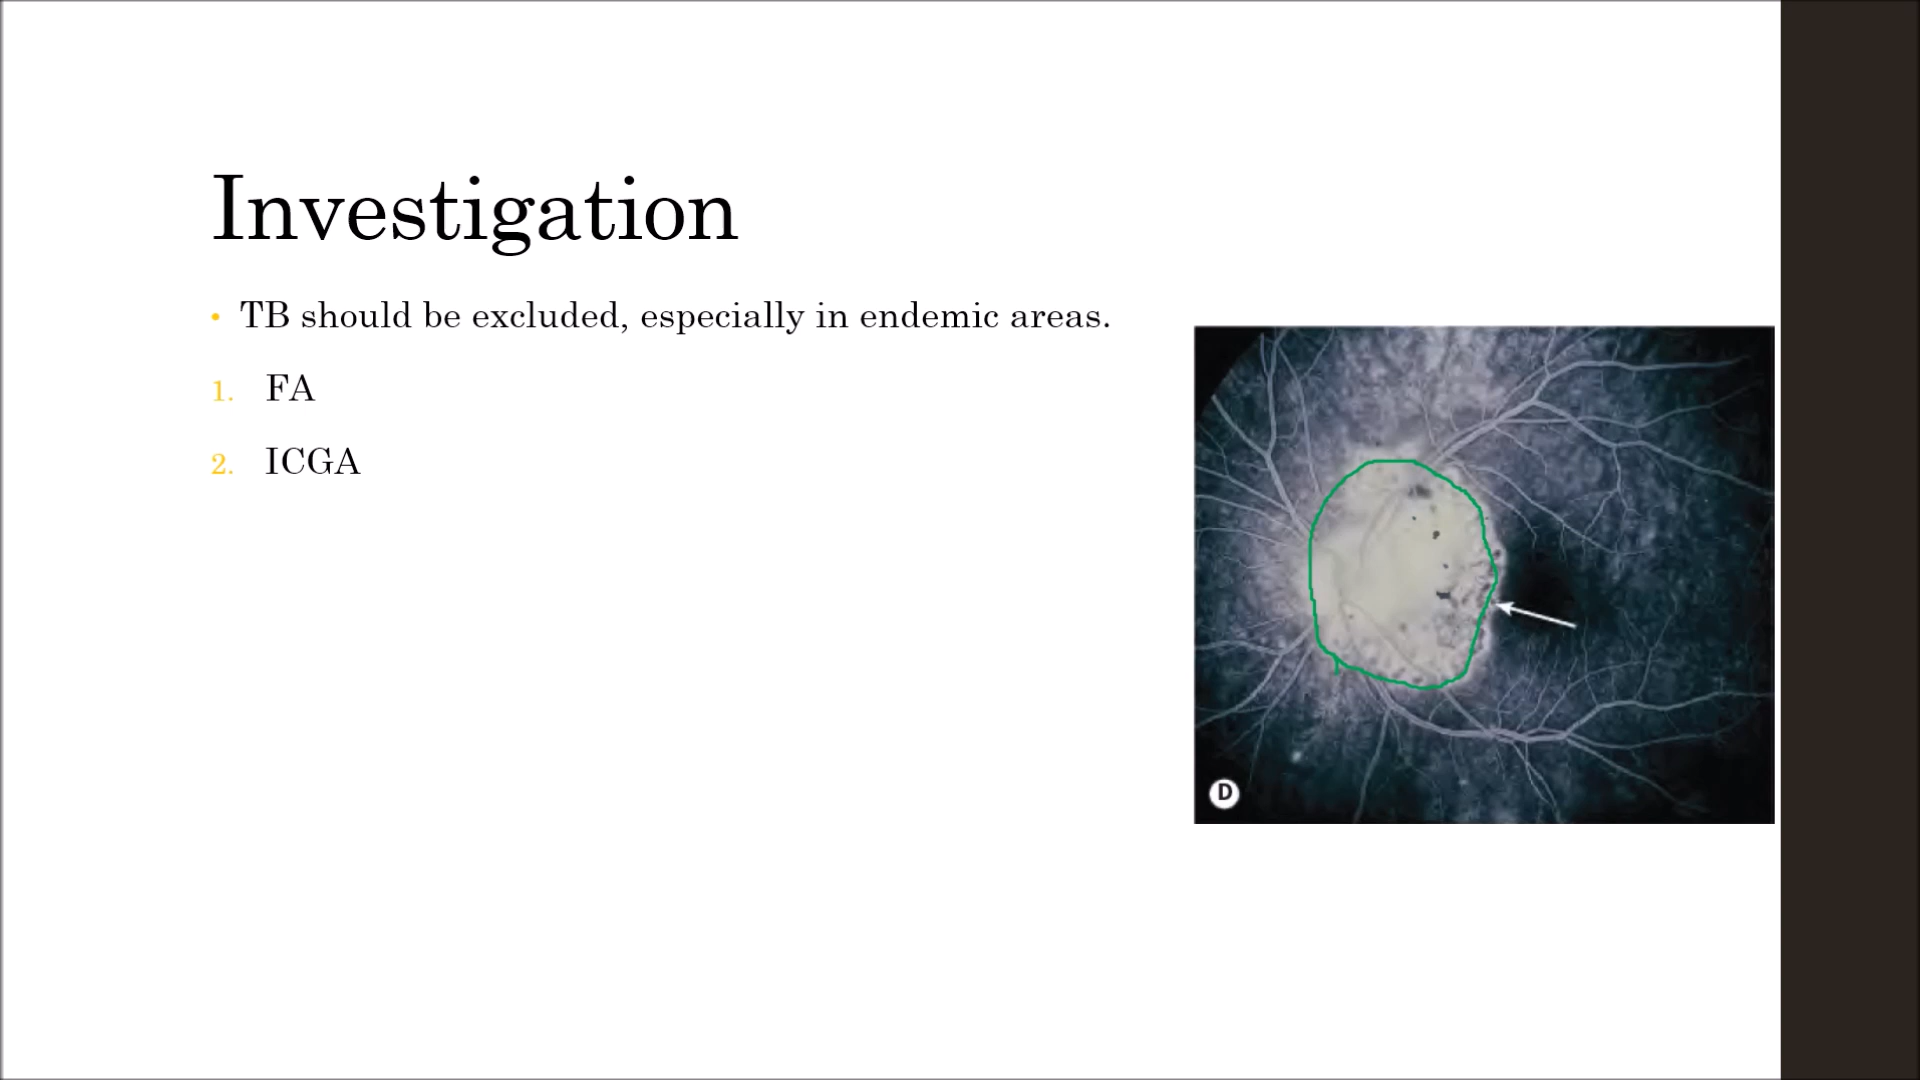 Investigation
• TB should be excluded, especially in endemic areas.
1. FA
2. ICGA
D